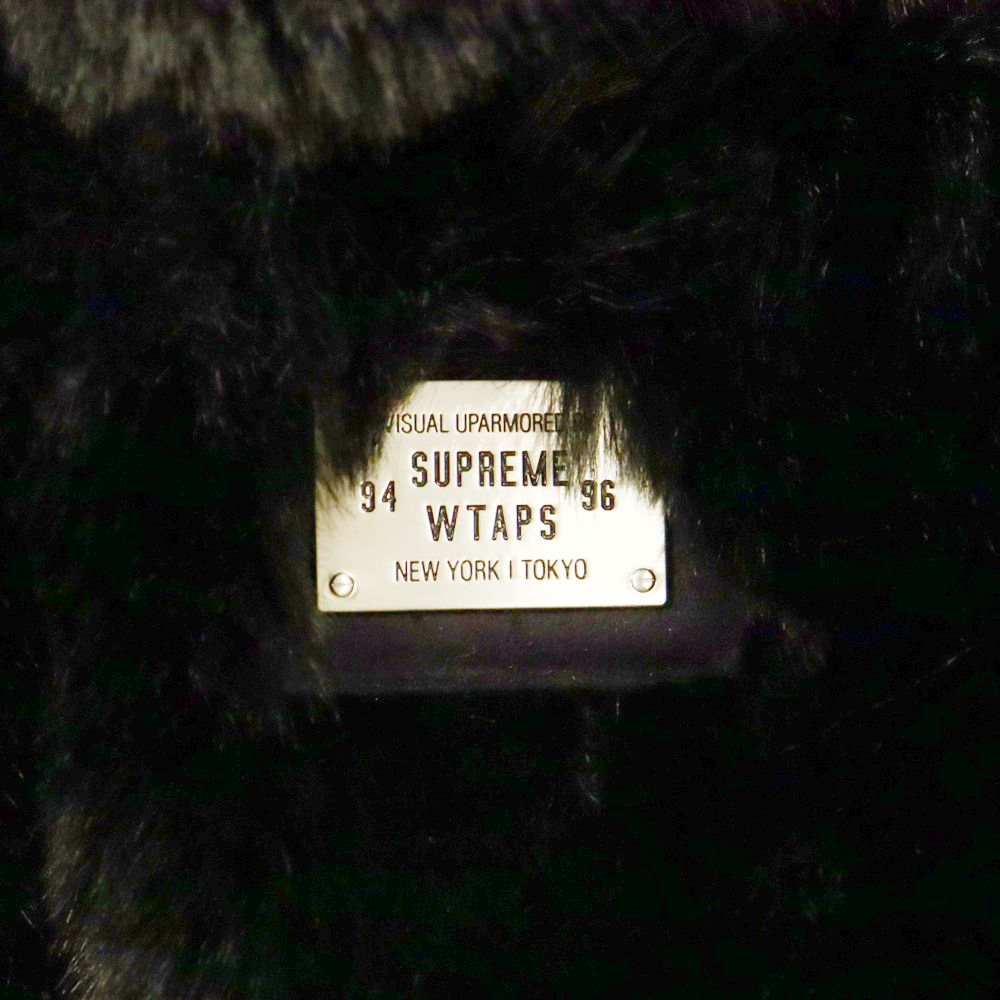 VISUAL UPARMORED
SUPREME
94 96
WTAPS
NEW YORK | TOKYO